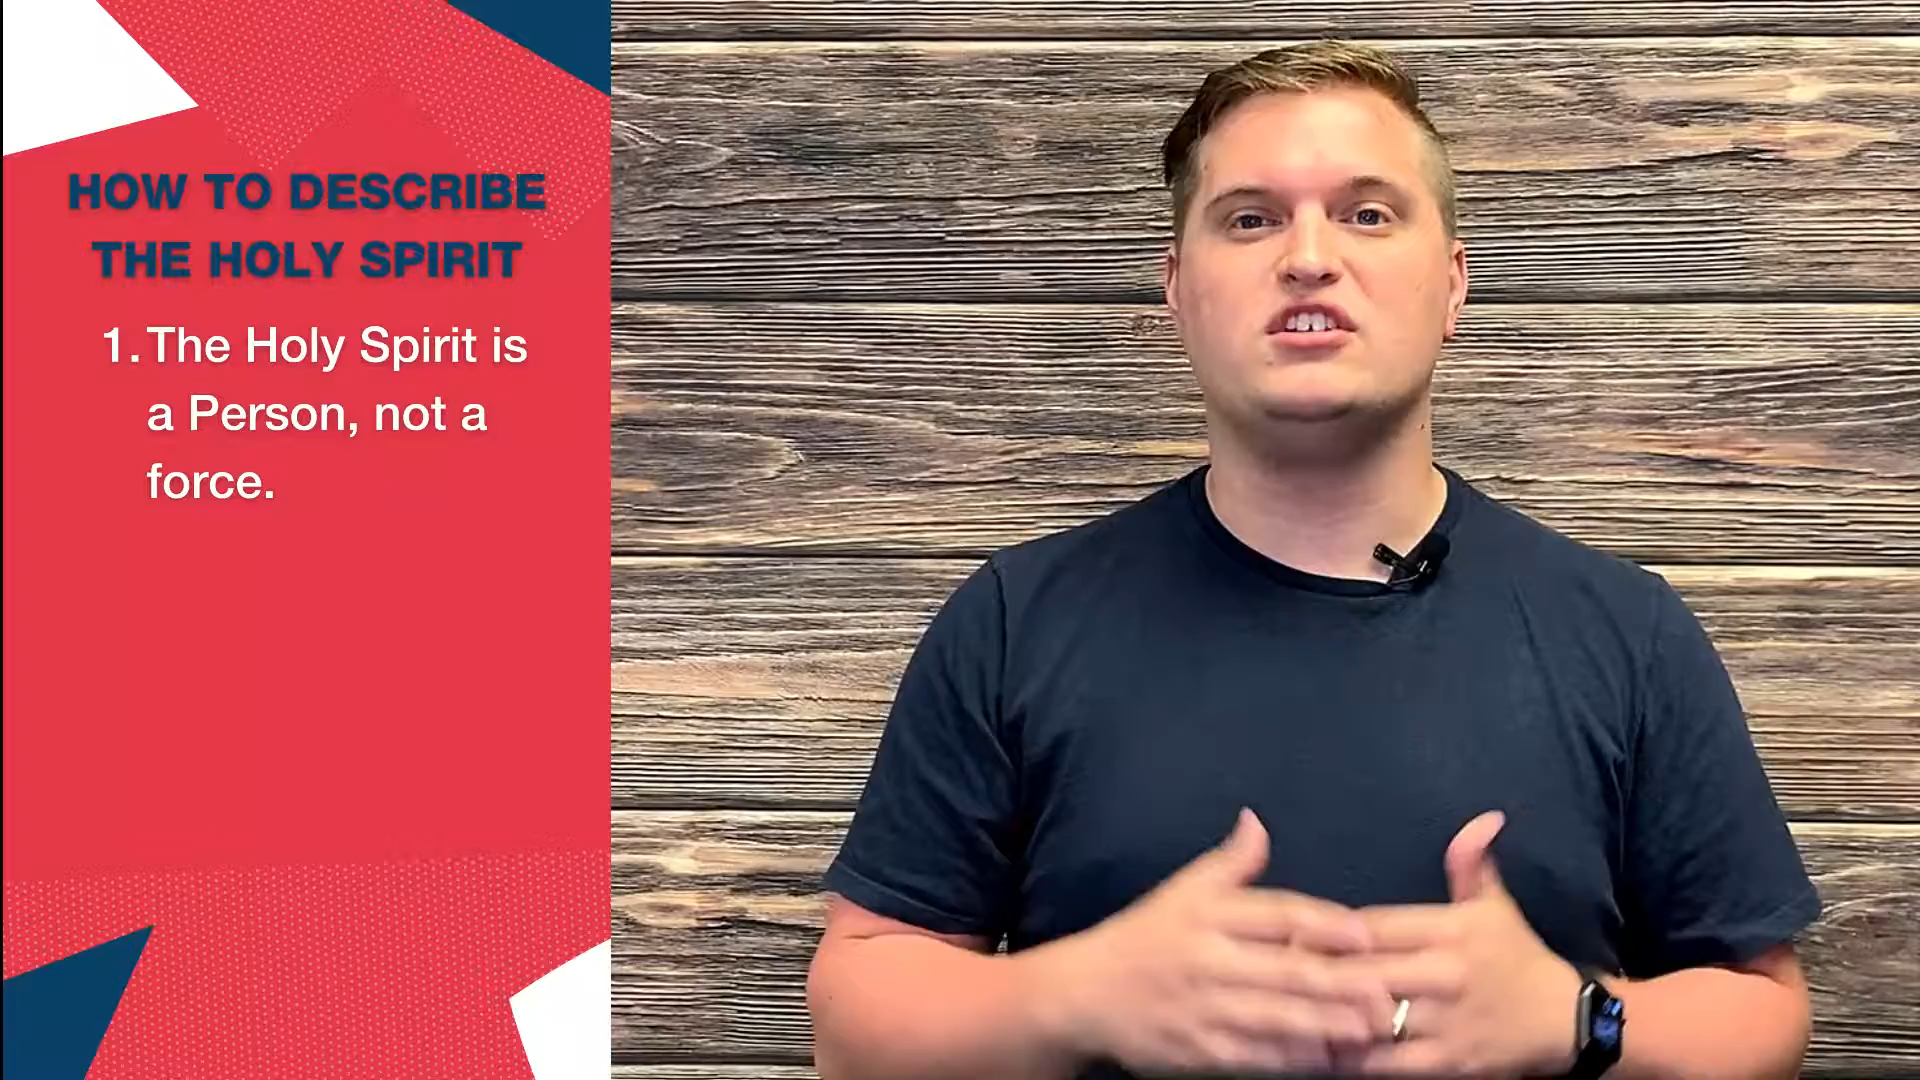 HOW TO DESCRIBE
THE HOLY SPIRIT
1. The Holy Spirit is
a Person, not a
force.